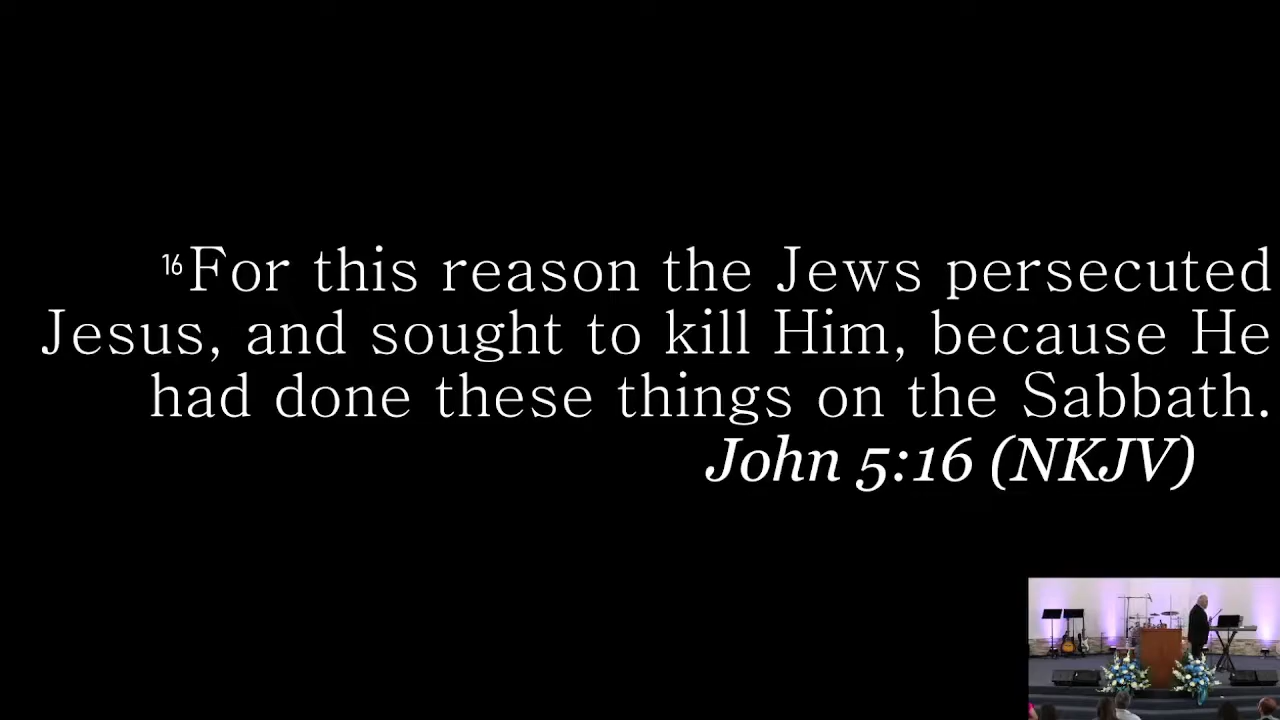 16For this reason the Jews persecuted
Jesus, and sought to kill Him, because He
had done these things on the Sabbath.
John 5:16 (NKJV)